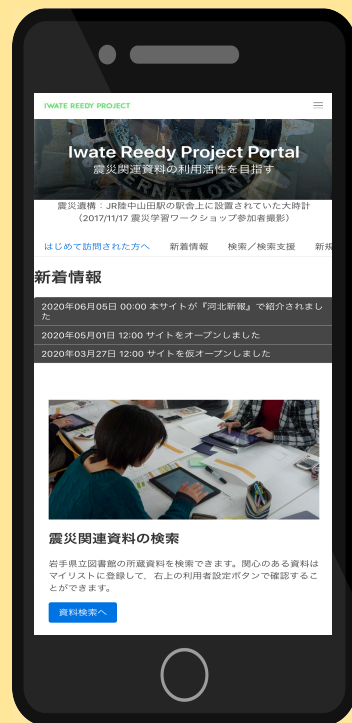 IWATE REEDY PROJECT
Iwate Reedy Project Portal
震災関連資料の利用活性を目指す
震災遺構：JR陸中山田駅の駅舎上に設置されていた大時計
（2017/11/17 震災学習ワークショップ参加者撮影）
はじめて訪問された方へ 新着情報 検索／検索支援 新規
新着情報
2020年06月05日 00:00 本サイトが『河北新報』で紹介されまし
た
2020年05月01日 12:00 サイトをオープンしました
2020年03月27日 12:00 サイトを仮オープンしました
震災関連資料の検索
岩手県立図書館の所蔵資料を検索できます。関心のある資料は
マイリストに登録して、右上の利用者設定ボタンで確認するこ
とができます。
資料検索へ